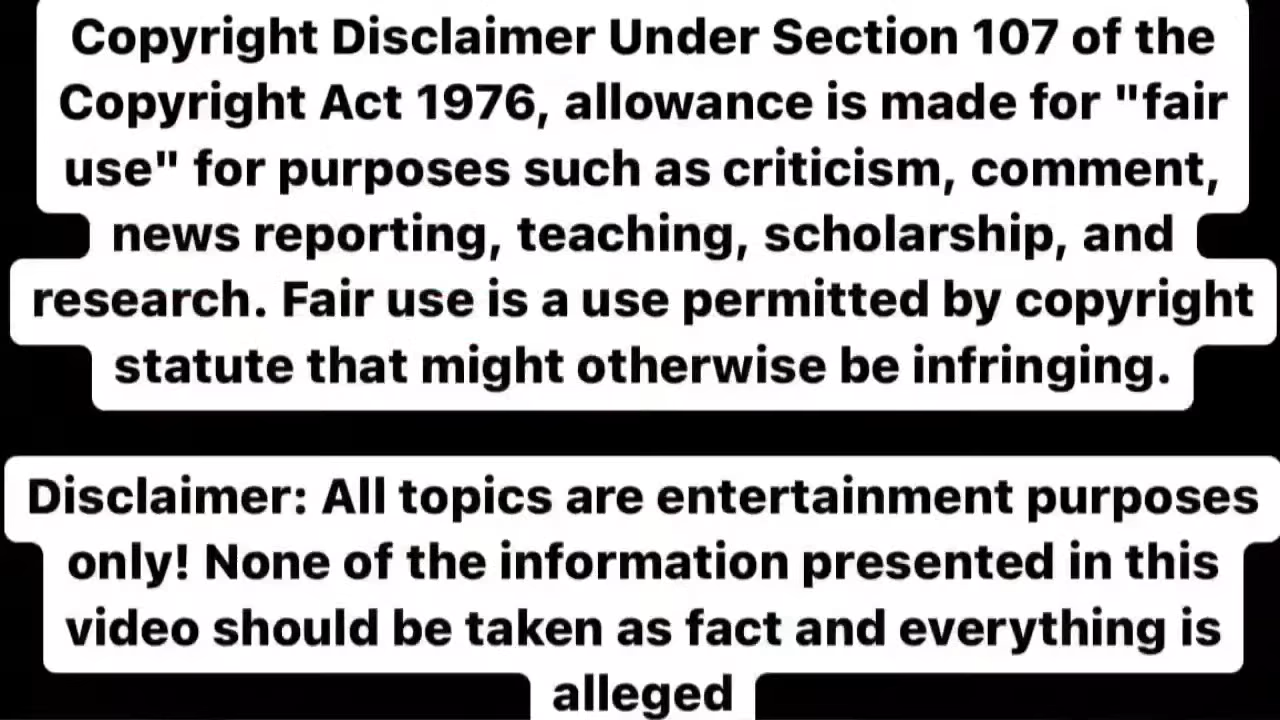 Copyright Disclaimer Under Section 107 of the
Copyright Act 1976, allowance is made for "fair
use" for purposes such as criticism, comment,
news reporting, teaching, scholarship, and
research. Fair use is a use permitted by copyright
statute that might otherwise be infringing.
Disclaimer: All topics are entertainment purposes
only! None of the information presented in this
video should be taken as fact and everything is
alleged